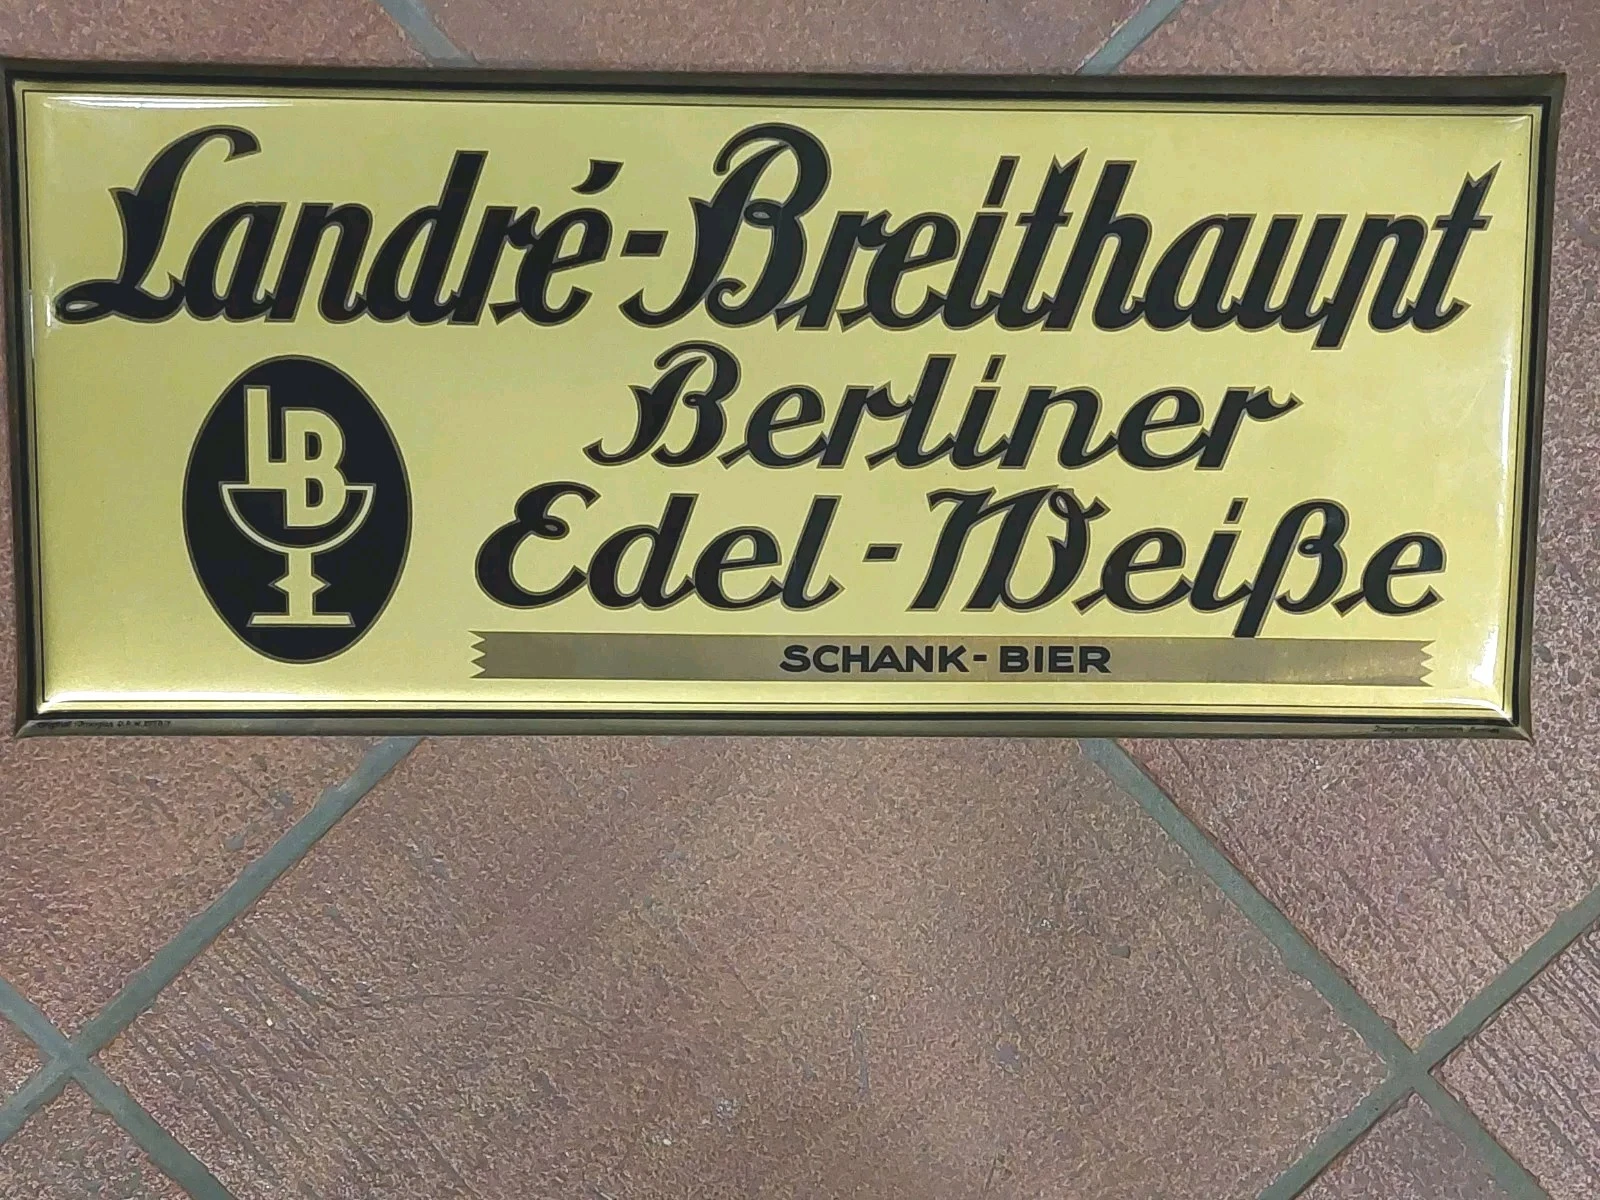 Landré-Breithaupt
LB
Berliner
Edel-Weiße
SCHANK-BIER